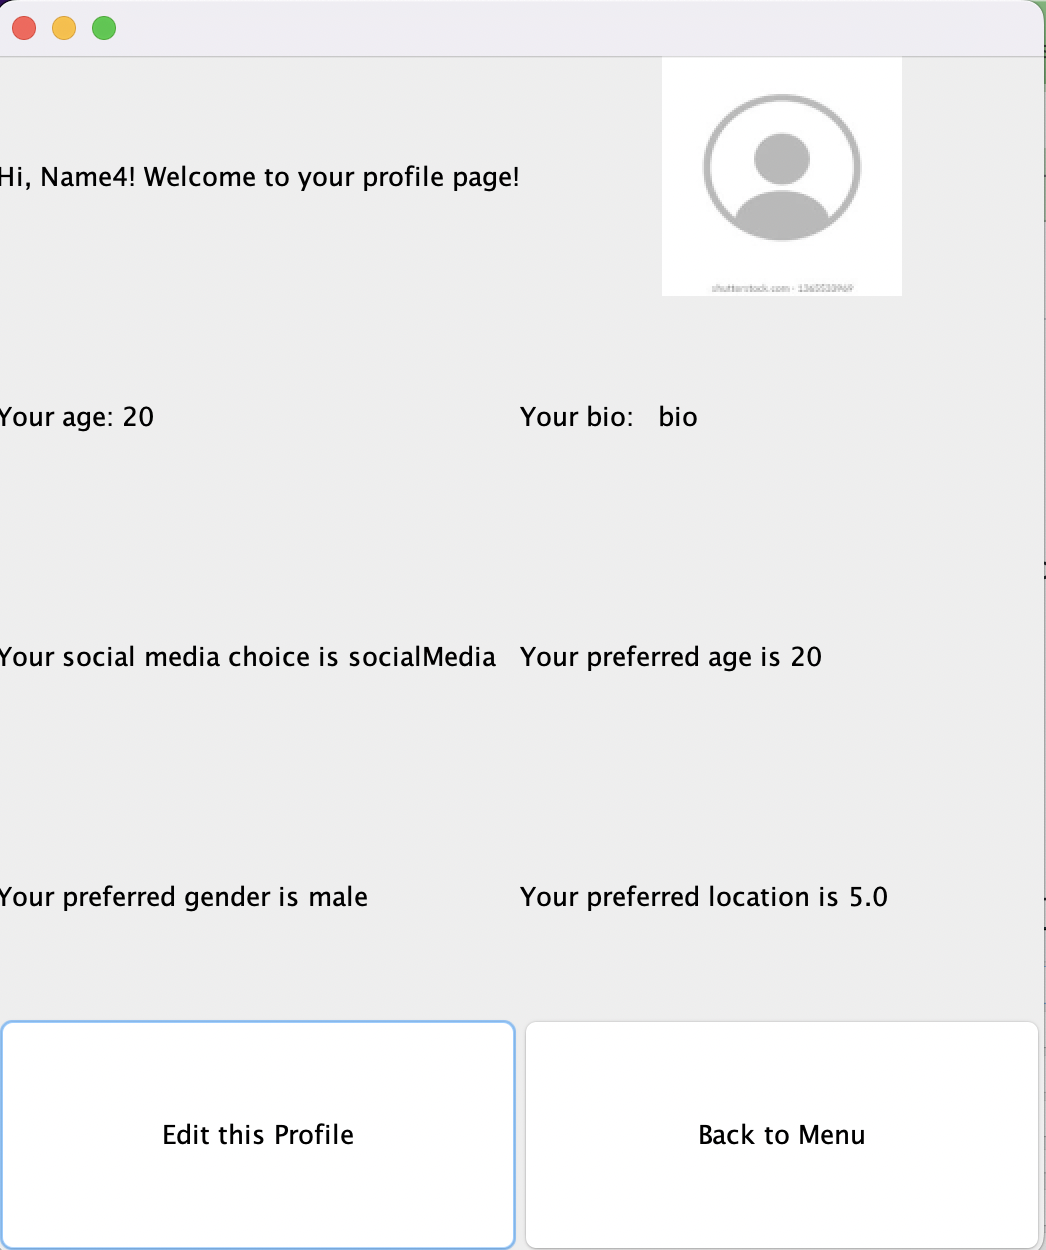 Hi, Name4! Welcome to your profile page!
shutterstock.com · 1365533969
Your age: 20
Your bio: bio
Your social media choice is socialMedia
Your preferred age is 20
Your preferred gender is male
Your preferred location is 5.0
Edit this Profile
Back to Menu